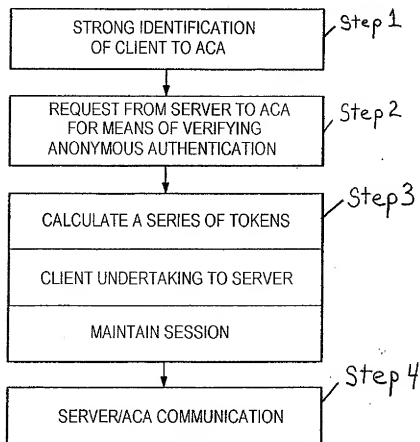 STRONG IDENTIFICATION
OF CLIENT TO ACA
Step 1
REQUEST FROM SERVER TO ACA
FOR MEANS OF VERIFYING
ANONYMOUS AUTHENTICATION
Step 2
CALCULATE A SERIES OF TOKENS
Step 3
CLIENT UNDERTAKING TO SERVER
MAINTAIN SESSION
SERVER/ACA COMMUNICATION
Step 4